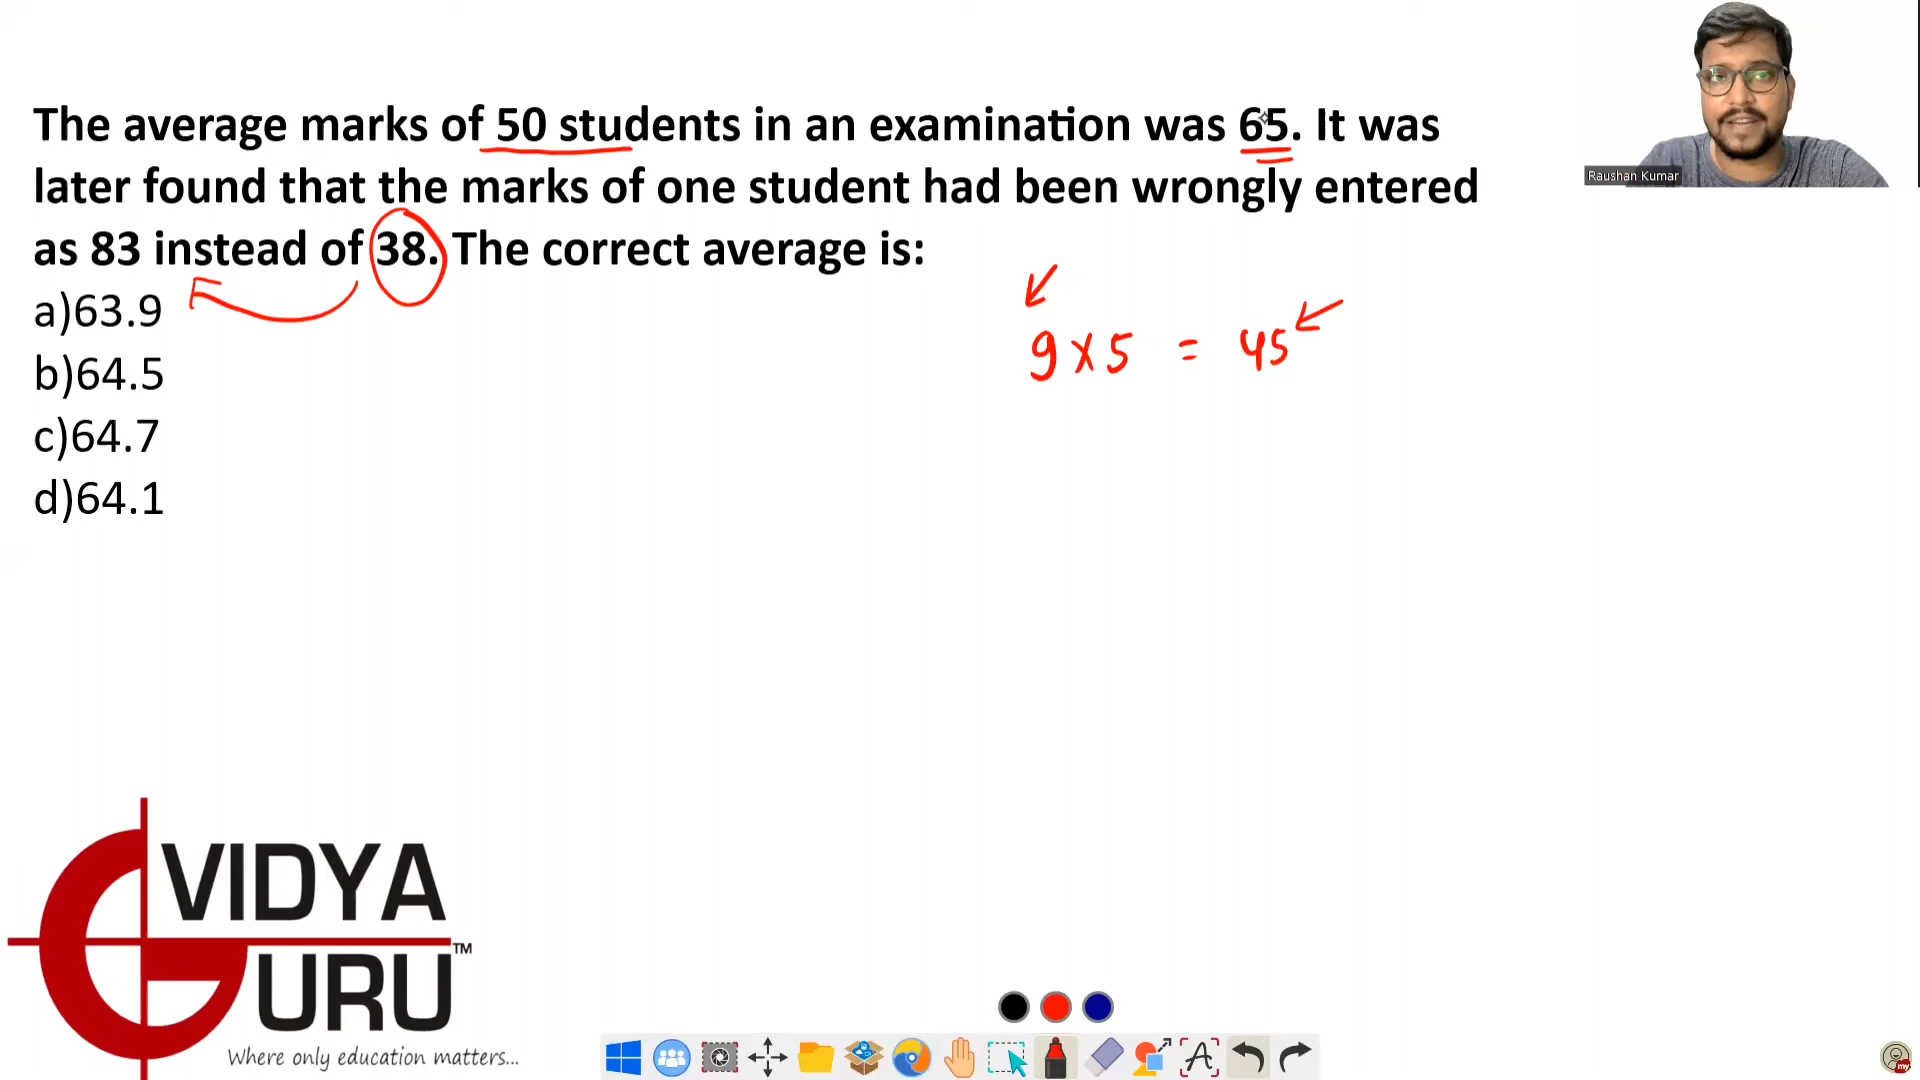 The average marks of 50 students in an examination was 65. It was
later found that the marks of one student had been wrongly entered
as 83 instead of 38. The correct average is:
a)63.9
b)64.5
c)64.7
d)64.1
9 x 5 = 45
Raushan Kumar
VIDYA
GURU™
Where only education matters...
A
my